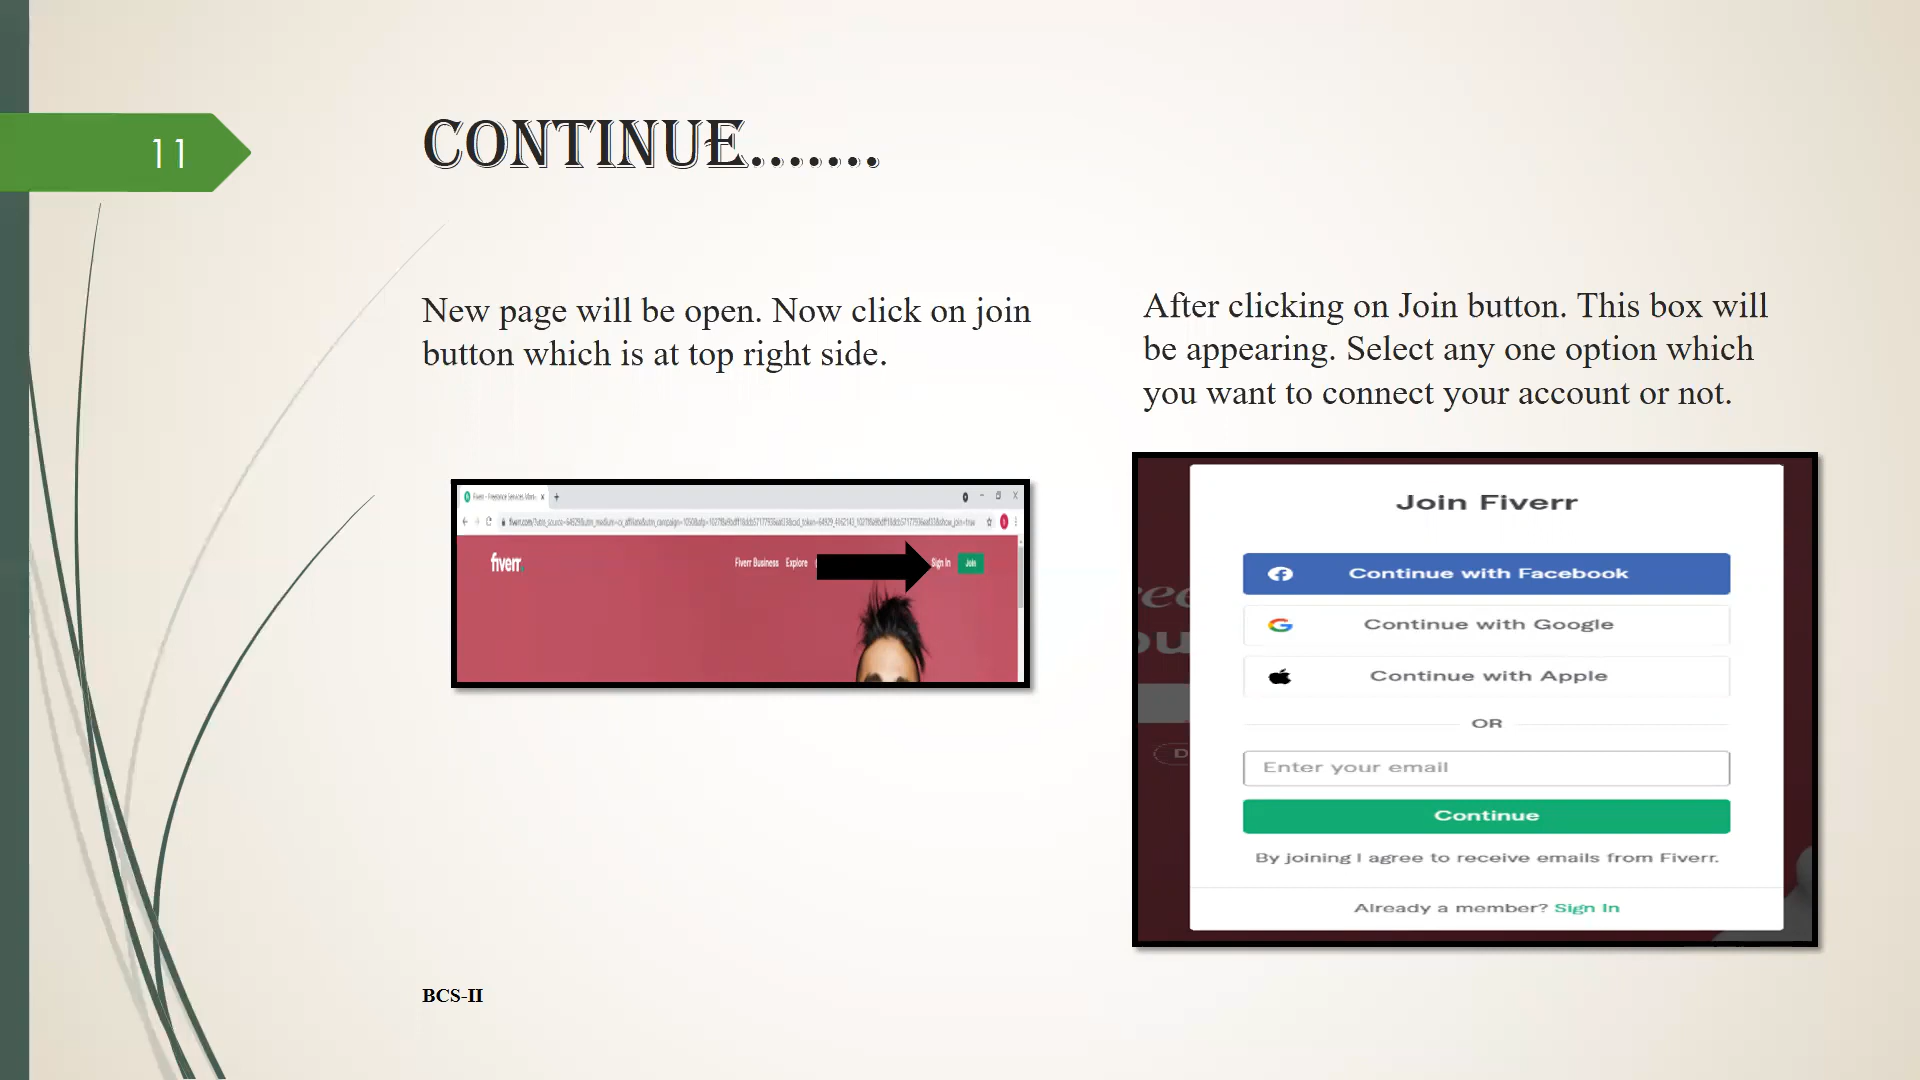 11
CONTINUE.......
New page will be open. Now click on join
button which is at top right side.
After clicking on Join button. This box will
be appearing. Select any one option which
you want to connect your account or not.
fiverr.
Fiverr Business Explore
Sign In Join
Join Fiverr
Continue with Facebook
Continue with Google
Continue with Apple
OR
Enter your email
Continue
By joining I agree to receive emails from Fiverr.
Already a member? Sign In
BCS-II